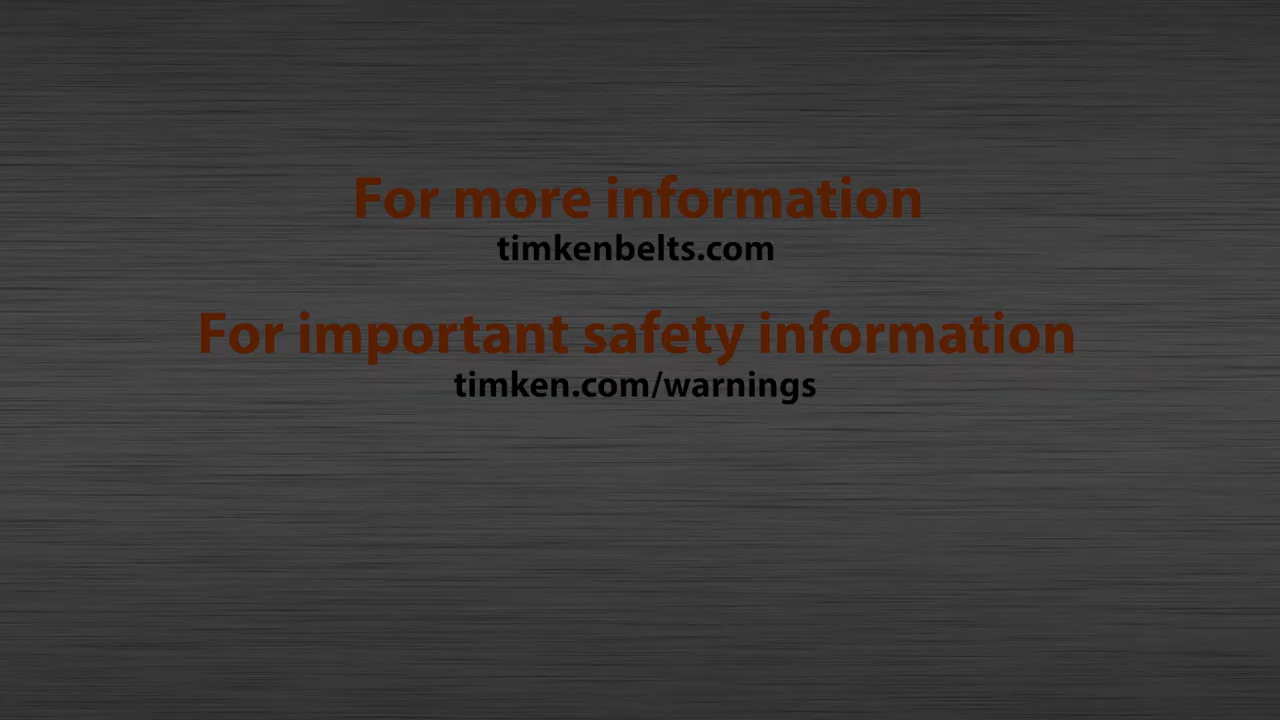 For more information
timkenbelts.com
For important safety information
timken.com/warnings